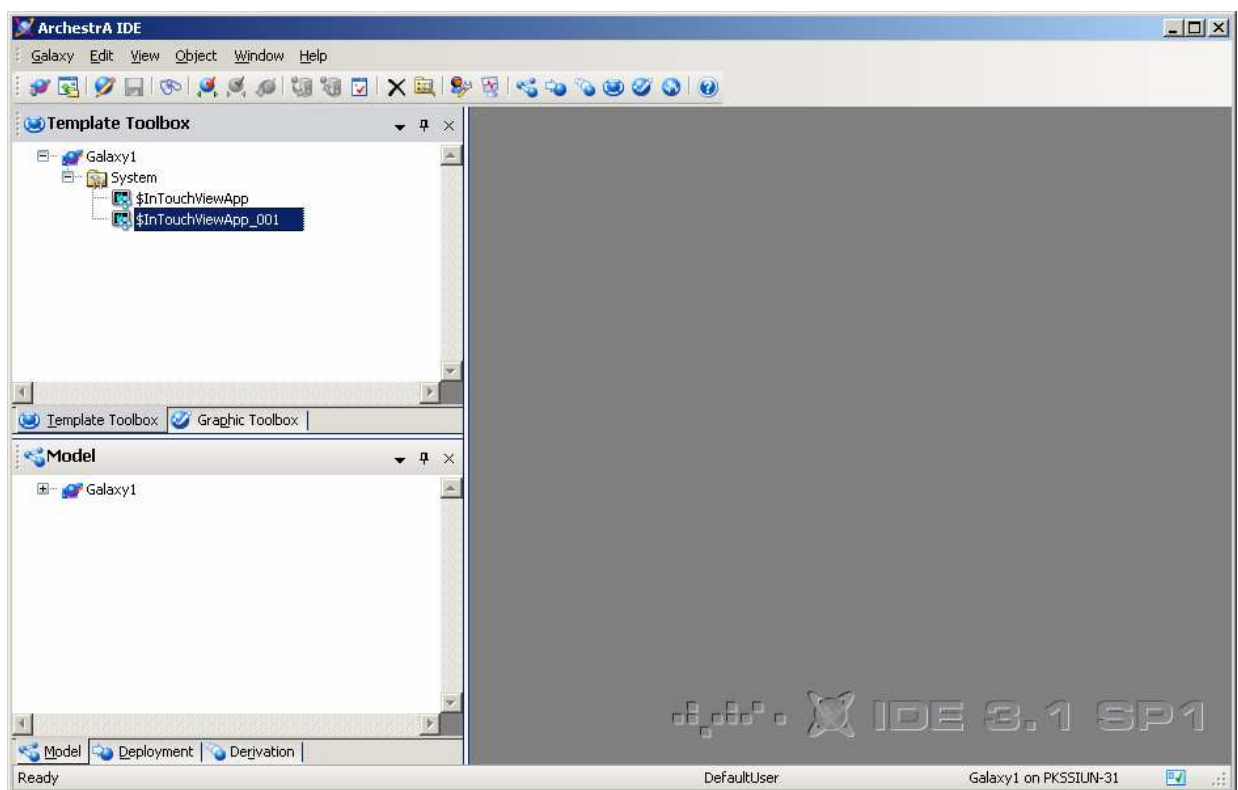 ArchestrA IDE
Galaxy Edit View Object Window Help
Template Toolbox
Galaxy1
System
$InTouchViewApp
$InTouchViewApp_001
Template Toolbox Graphic Toolbox
Model
Galaxy1
IDE 3.1 SP1
Model Deployment Derivation
Ready DefaultUser Galaxy1 on PKSSIUN-31